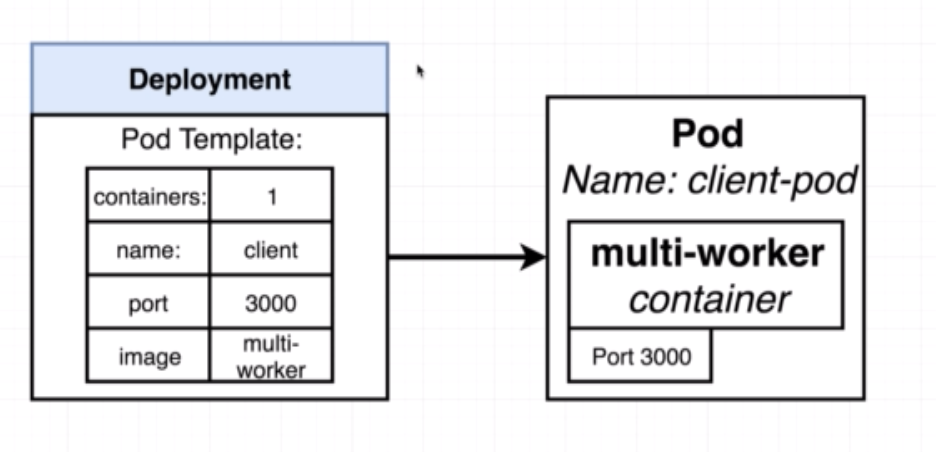 Deployment
Pod Template:
containers: 1
name: client
port 3000
image multi-
worker
Pod
Name: client-pod
multi-worker
container
Port 3000